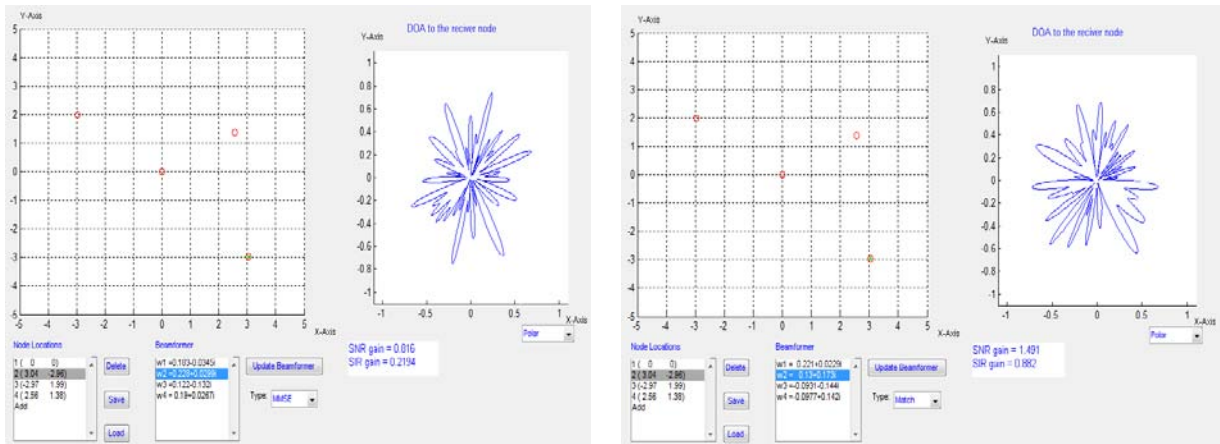 Y-Axis
DOA to the reciver node
Y-Axis
5
4
3
2
1
0
-1
-2
-3
-4
-5
-5 -4 -3 -2 -1 0 1 2 3 4 5
X-Axis
1
0.8
0.6
0.4
0.2
0
-0.2
-0.4
-0.6
-0.8
-1
-1 -0.5 0 0.5 1
X-Axis
Polar
Node Locations
1 ( 0 0)
2 ( 3.04 -2.96)
3 (-2.97 1.99)
4 ( 2.56 1.38)
Add
Delete
Save
Load
Beamformer
w1 =0.183-0.0345i
w3 =0.122-0.132i
w4 = 0.19+0.0267i
Update Beamformer
Type: MMSE
SNR gain = 0.816
SIR gain = 0.2194
Y-Axis
DOA to the reciver node
Y-Axis
5
4
3
2
1
0
-1
-2
-3
-4
-5
-5 -4 -3 -2 -1 0 1 2 3 4 5
X-Axis
1
0.8
0.6
0.4
0.2
0
-0.2
-0.4
-0.6
-0.8
-1
-1 -0.5 0 0.5 1
X-Axis
Polar
Node Locations
1 ( 0 0)
2 ( 3.04 -2.96)
3 (-2.97 1.99)
4 ( 2.56 1.38)
Add
Delete
Save
Load
Beamformer
w1 = 0.221+0.0229i
w2 = 0.13+0.173i
w3 =-0.0931-0.144i
w4 =-0.0977+0.142i
Update Beamformer
Type: Match
SNR gain = 1.491
SIR gain = 0.882